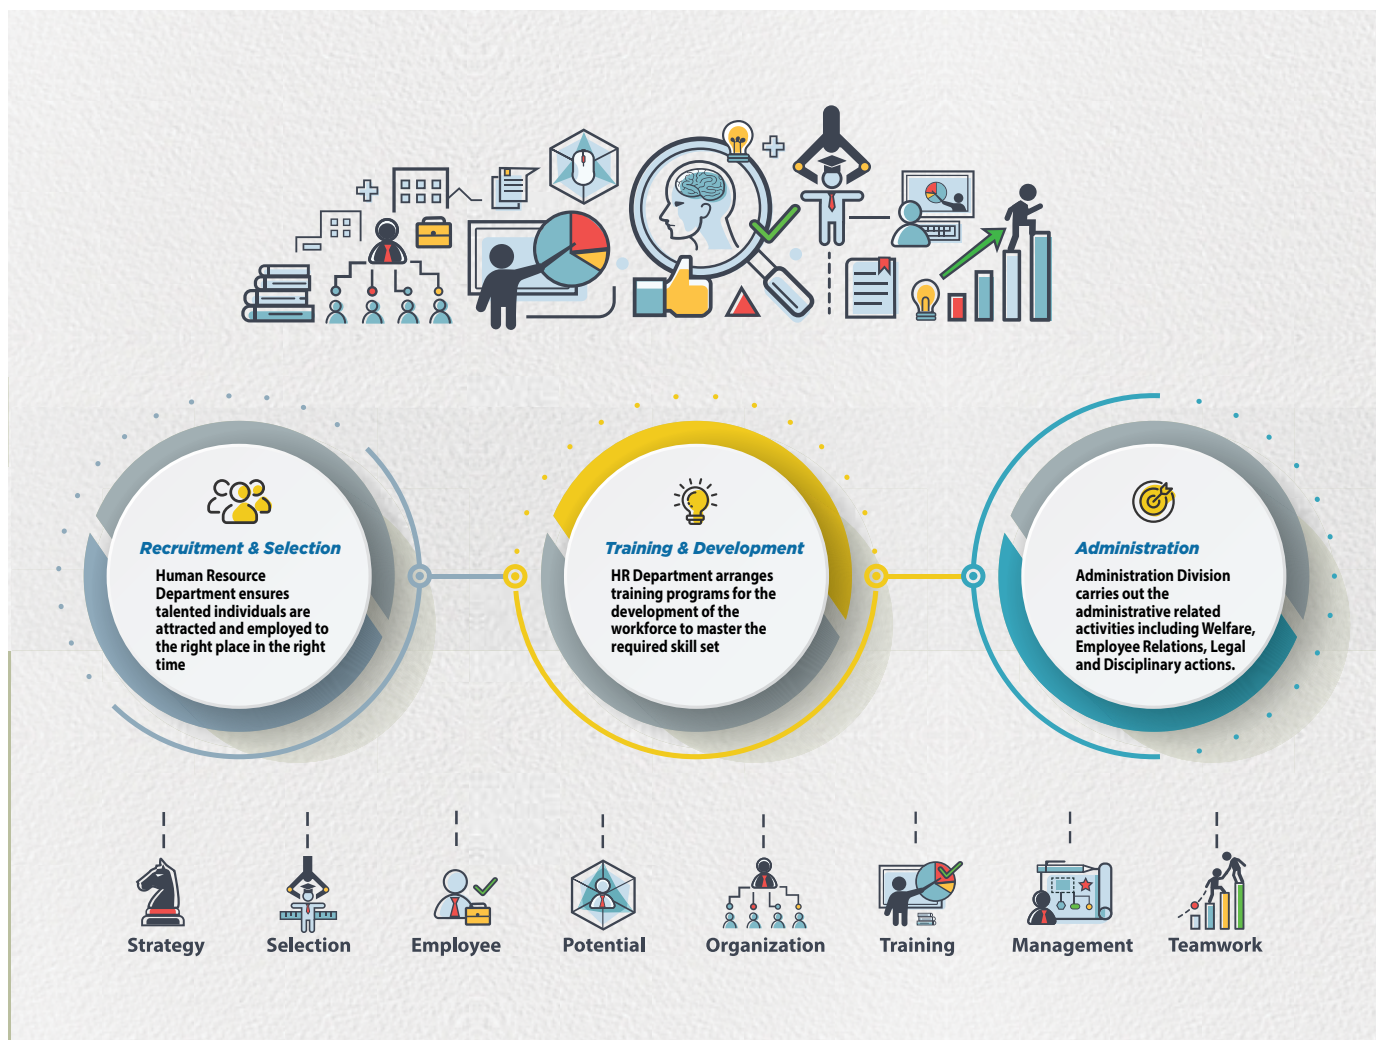 Recruitment & Selection
Human Resource
Department ensures
talented individuals are
attracted and employed to
the right place in the right
time
Training & Development
HR Department arranges
training programs for the
development of the
workforce to master the
required skill set
Administration
Administration Division
carries out the
administrative related
activities including Welfare,
Employee Relations, Legal
and Disciplinary actions.
Strategy
Selection
Employee
Potential
Organization
Training
Management
Teamwork